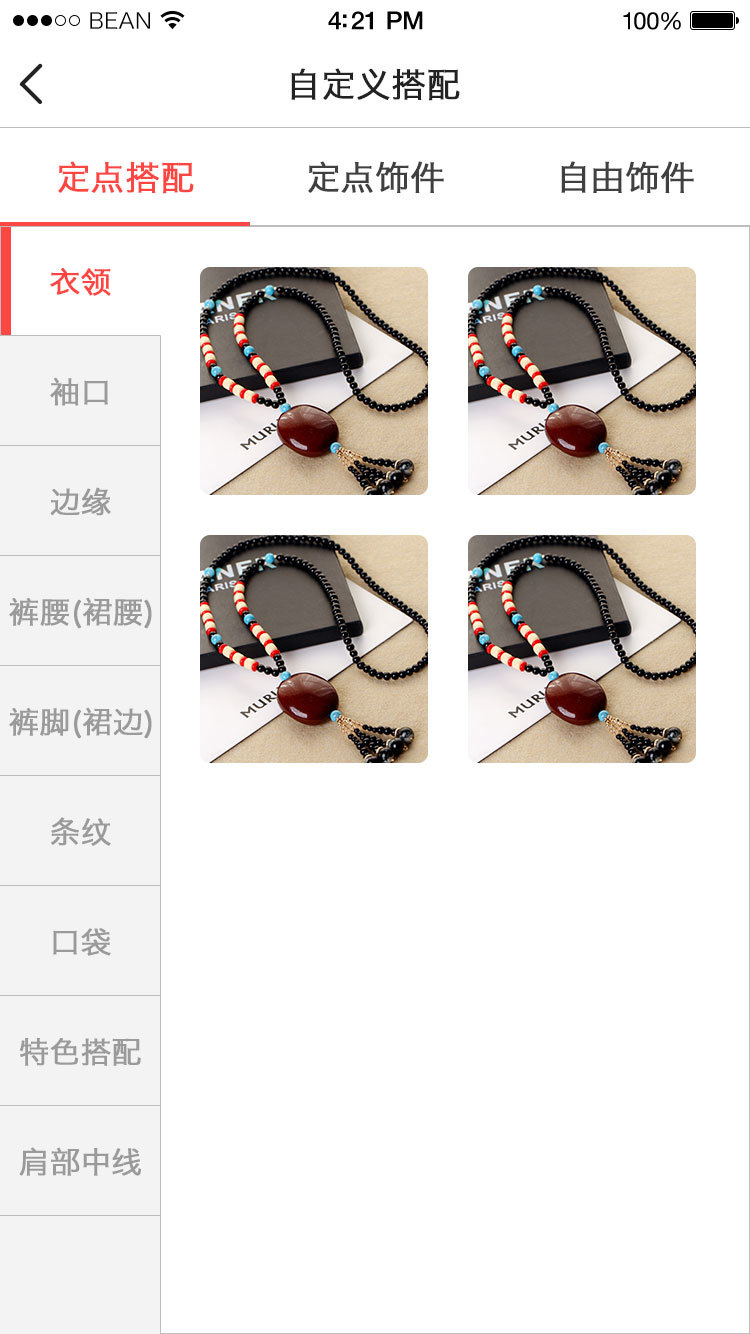 BEAN 4:21 PM 100%
自定义搭配
定点搭配 定点饰件 自由饰件
衣领
袖口
边缘
裤腰(裙腰)
裤脚(裙边)
条纹
口袋
特色搭配
肩部中线